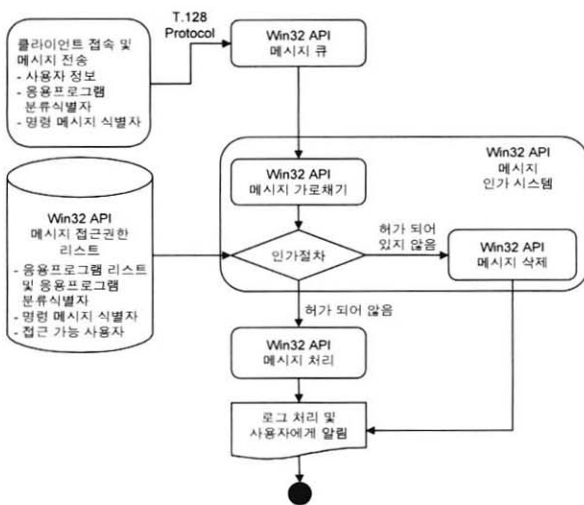 T.128
Protocol
클라이언트 접속 및
메시지 전송
- 사용자 정보
- 응용프로그램
분류식별자
- 명령 메시지 식별자
Win32 API
메시지 큐
Win32 API
메시지
인가 시스템
Win32 API
메시지 가로채기
Win32 API
메시지 접근권한
리스트
- 응용프로그램 리스트
및 응용프로그램
분류식별자
- 명령 메시지 식별자
- 접근 가능 사용자
인가절차
허가 되어
있지 않음
Win32 API
메시지 삭제
허가 되어 않음
Win32 API
메시지 처리
로그 처리 및
사용자에게 알림